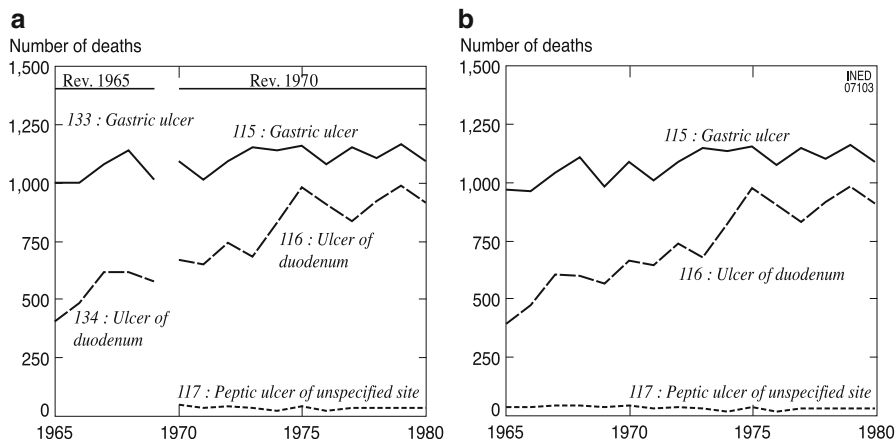 a
Number of deaths
1,500
1,250
1,000
750
500
250
0
Rev. 1965
Rev. 1970
133 : Gastric ulcer
115 : Gastric ulcer
116 : Ulcer of
duodenum
134 : Ulcer of
duodenum
117 : Peptic ulcer of unspecified site
1965
1970
1975
1980
b
Number of deaths
1,500
1,250
1,000
750
500
250
0
INED
07103
115 : Gastric ulcer
116 : Ulcer of duodenum
117 : Peptic ulcer of unspecified site
1965
1970
1975
1980